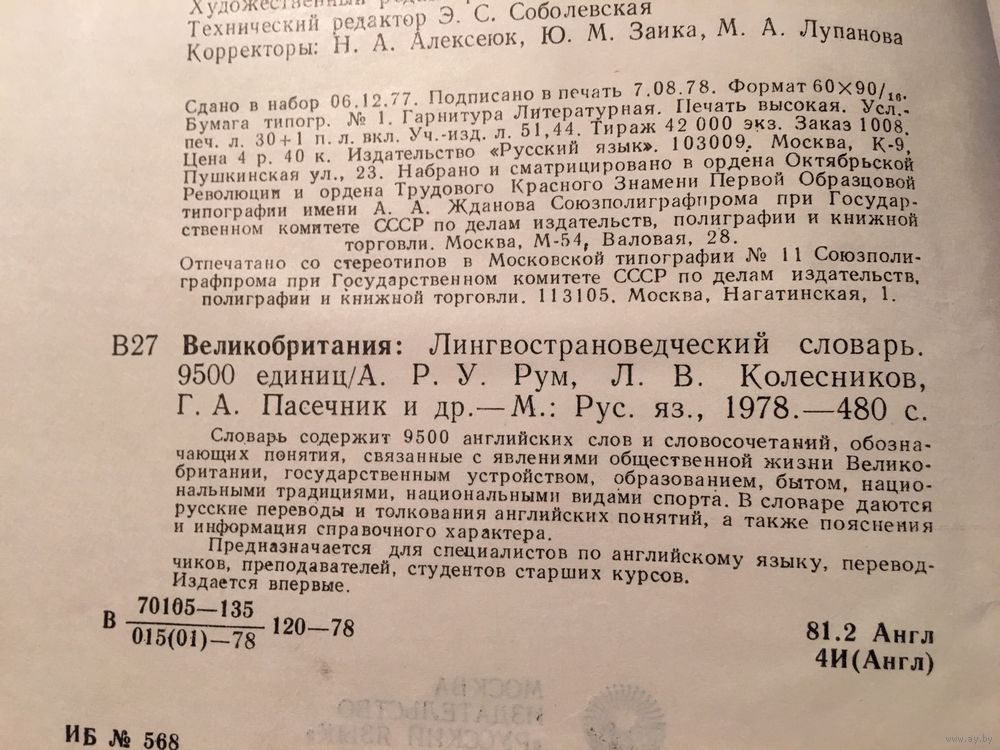 Художественный
Технический редактор Э. С. Соболевская
Корректоры: Н. А. Алексеюк, Ю. М. Заика, М. А. Лупанова
Сдано в набор 06.12.77. Подписано в печать 7.08.78. Формат 60×90/16.
Бумага типогр. № 1. Гарнитура Литературная. Печать высокая. Усл.-
печ. л. 30+1 п. л. вкл. Уч.-изд. л. 51,44. Тираж 42 000 экз. Заказ 1008.
Цена 4 р. 40 к. Издательство «Русский язык». 103009. Москва, К-9,
Пушкинская ул., 23. Набрано и сматрицировано в ордена Октябрьской
Революции и ордена Трудового Красного Знамени Первой Образцовой
типографии имени А. А. Жданова Союзполиграфпрома при Государ-
ственном комитете СССР по делам издательств, полиграфии и книжной
торговли. Москва, М-54, Валовая, 28.
Отпечатано со стереотипов в Московской типографии № 11 Союзполи-
графпрома при Государственном комитете СССР по делам издательств,
полиграфии и книжной торговли. 113105. Москва, Нагатинская, 1.
В27 Великобритания: Лингвострановедческий словарь.
9500 единиц/А. Р. У. Рум, Л. В. Колесников,
Г. А. Пасечник и др.—М.: Рус. яз., 1978.—480 с.
Словарь содержит 9500 английских слов и словосочетаний, обозна-
чающих понятия, связанные с явлениями общественной жизни Велико-
британии, государственным устройством, образованием, бытом, нацио-
нальными традициями, национальными видами спорта. В словаре даются
русские переводы и толкования английских понятий, а также пояснения
и информация справочного характера.
Предназначается для специалистов по английскому языку, перевод-
чиков, преподавателей, студентов старших курсов.
Издается впервые.
В 70105—135
015(01)—78 120—78
81.2 Англ
4И(Англ)
МОСКВА
ИЗДАТЕЛЬСТВО
«РУССКИЙ ЯЗЫК»
ИБ № 568
www.ay.by